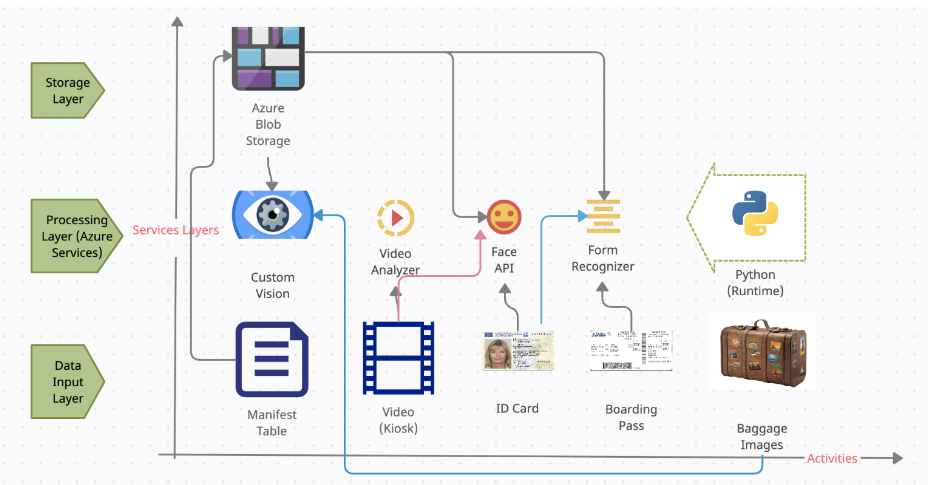 Storage
Layer
Azure
Blob
Storage
Processing
Layer (Azure
Services)
Services Layers
Custom
Vision
Video
Analyzer
Face
API
Form
Recognizer
Python
(Runtime)
Data
Input
Layer
Manifest
Table
Video
(Kiosk)
ID Card
Boarding
Pass
Baggage
Images
Activities